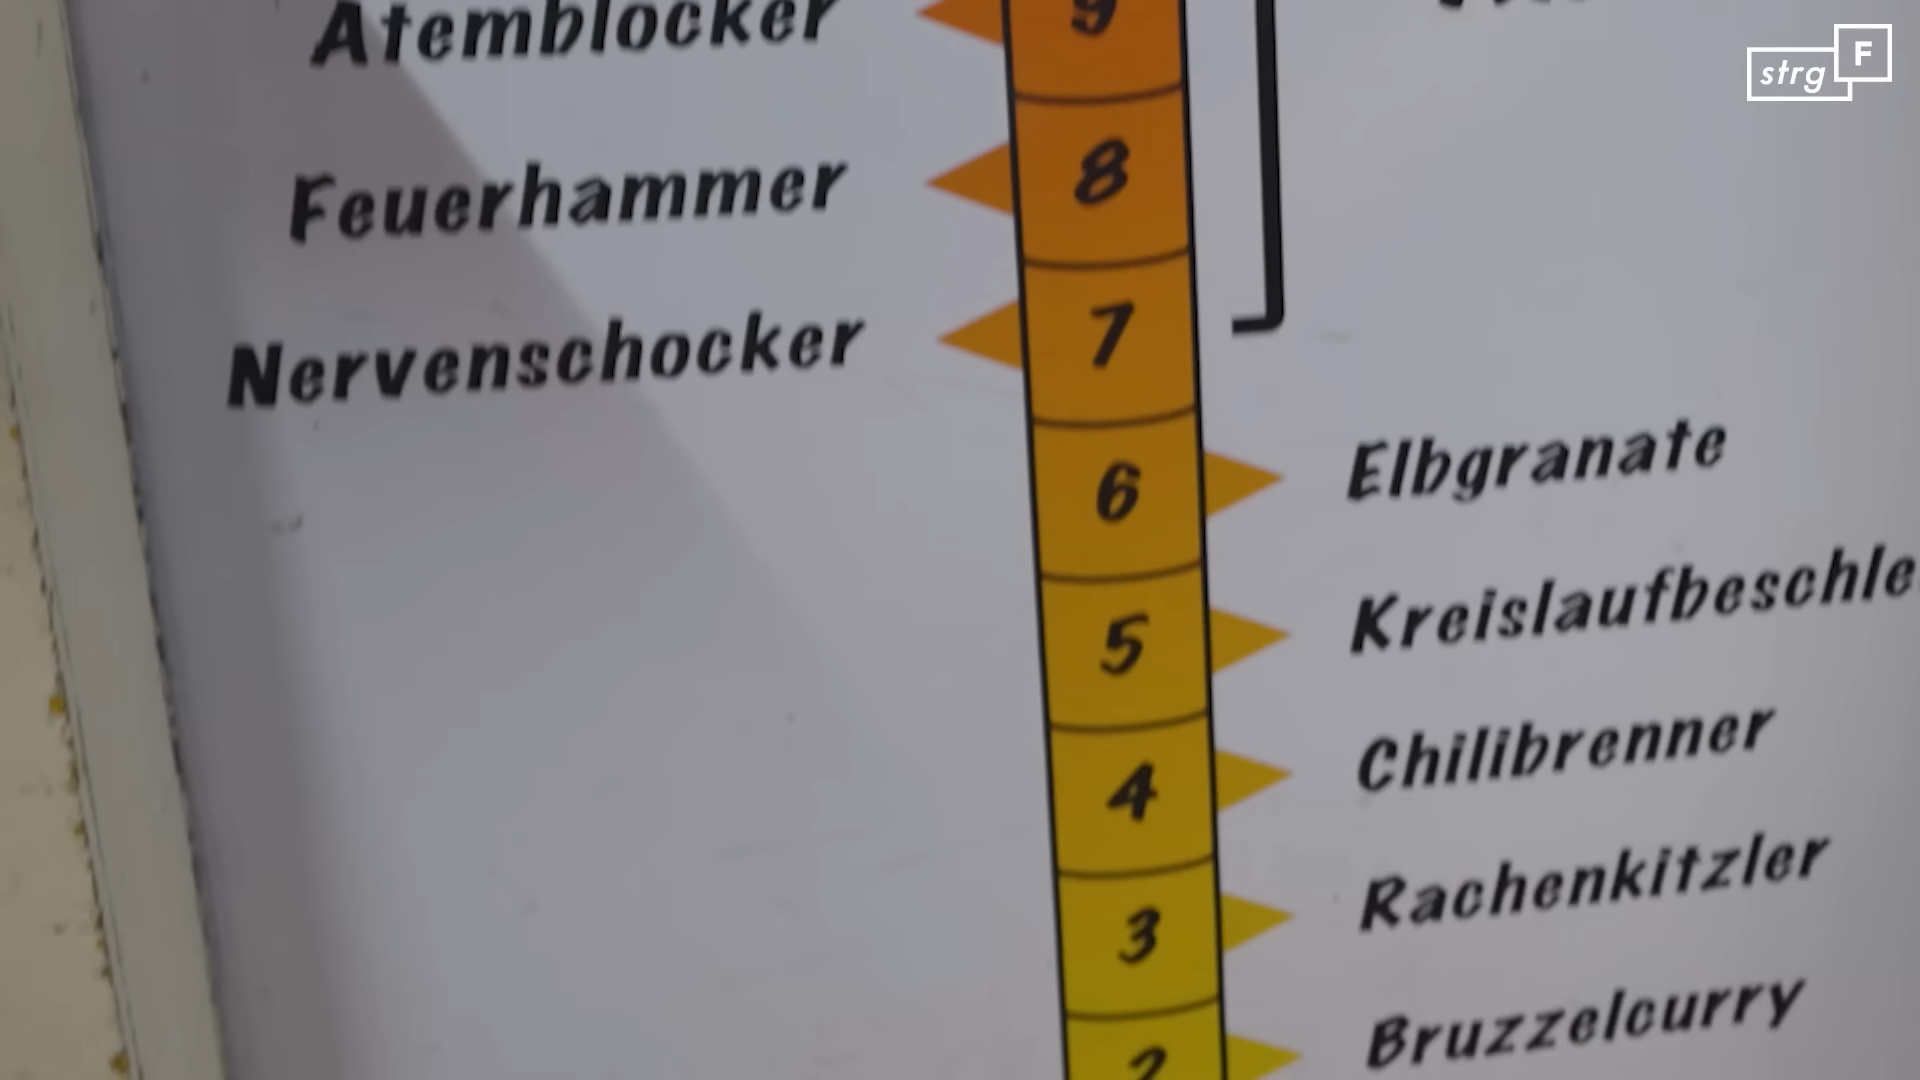 Atemblocker
9
strg F
Feuerhammer
8
Nervenschocker
7
6
Elbgranate
5
Kreislaufbeschle
4
Chilibrenner
3
Rachenkitzler
2
Bruzzelcurry